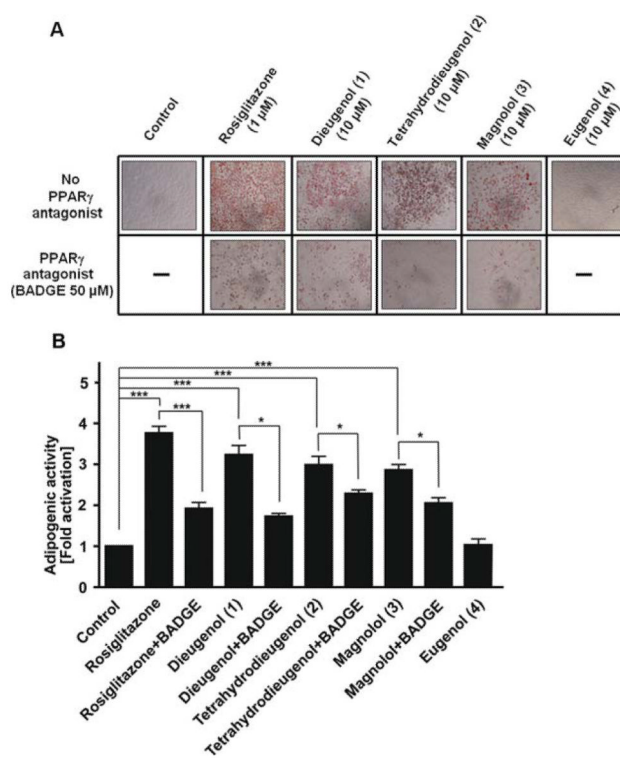 A
Control
Rosiglitazone
(1 μM)
Dieugenol (1)
(10 μM)
Tetrahydrodieugenol (2)
(10 μM)
Magnolol (3)
(10 μM)
Eugenol (4)
(10 μM)
No
PPARγ
antagonist
PPARγ
antagonist
(BADGE 50 μM)
–
–
B
Adipogenic activity
[Fold activation]
5
4
3
2
1
0
***
***
***
***
***
*
*
*
Control
Rosiglitazone
Rosiglitazone+BADGE
Dieugenol (1)
Dieugenol+BADGE
Tetrahydrodieugenol (2)
Tetrahydrodieugenol+BADGE
Magnolol (3)
Magnolol+BADGE
Eugenol (4)